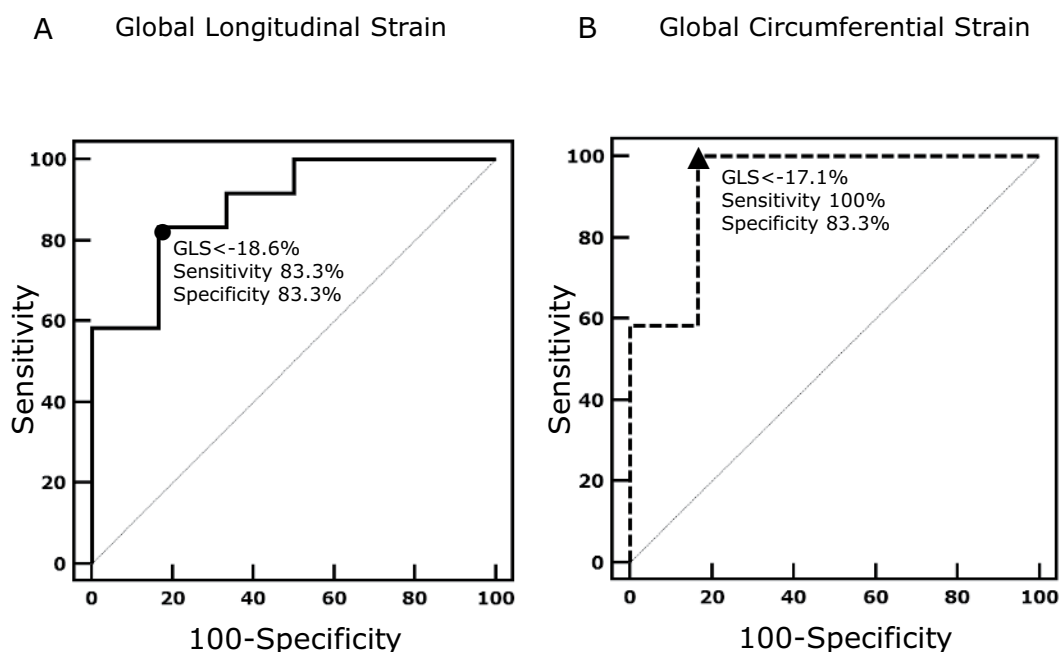 A Global Longitudinal Strain
100
80
60
40
20
0
0 20 40 60 80 100
Sensitivity
100-Specificity
GLS<-18.6%
Sensitivity 83.3%
Specificity 83.3%
B Global Circumferential Strain
100
80
60
40
20
0
0 20 40 60 80 100
Sensitivity
100-Specificity
GLS<-17.1%
Sensitivity 100%
Specificity 83.3%